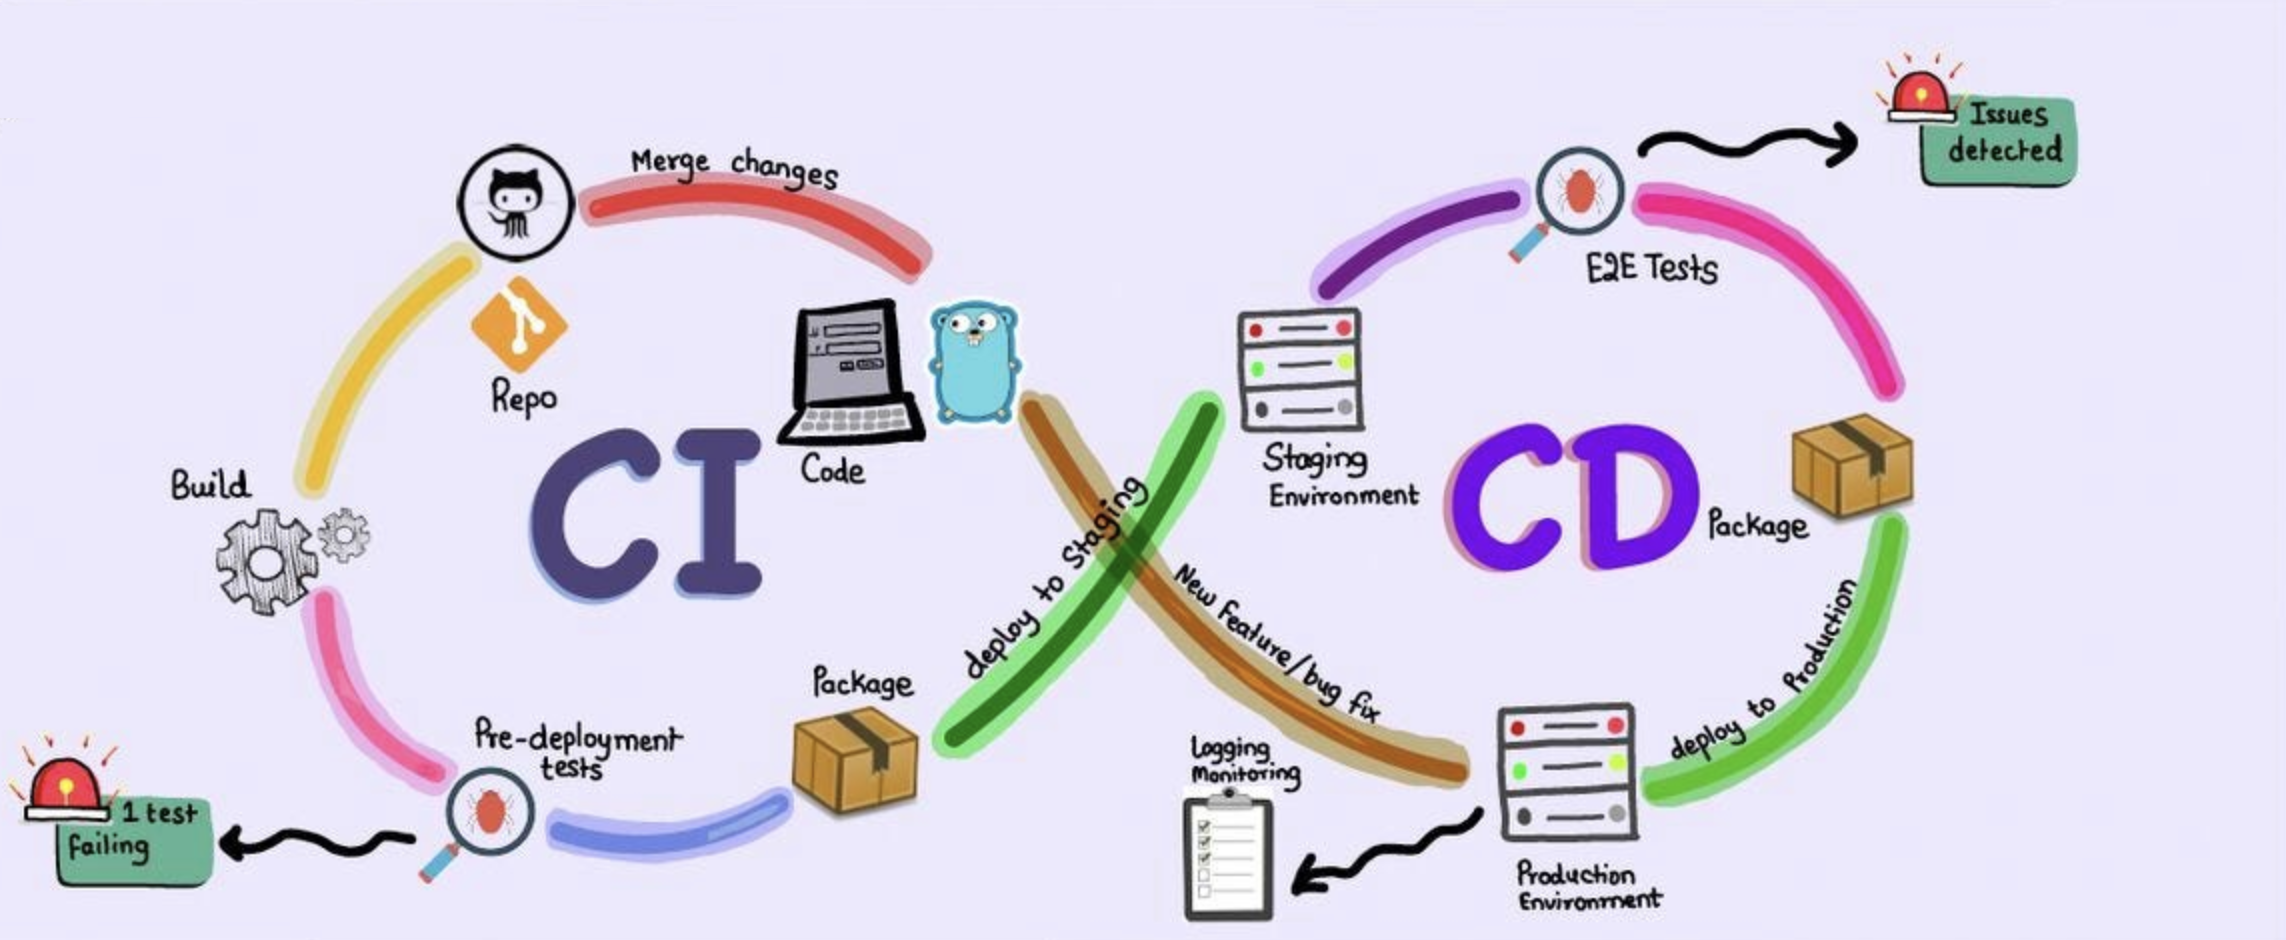 Merge changes
Repo
Code
Build
CI
Pre-deployment
tests
1 test
failing
Package
deploy to Staging
New Feature/bug fix
Staging
Environment
E2E Tests
Issues
detected
CD
Package
deploy to Production
Production
Environment
Logging
Monitoring